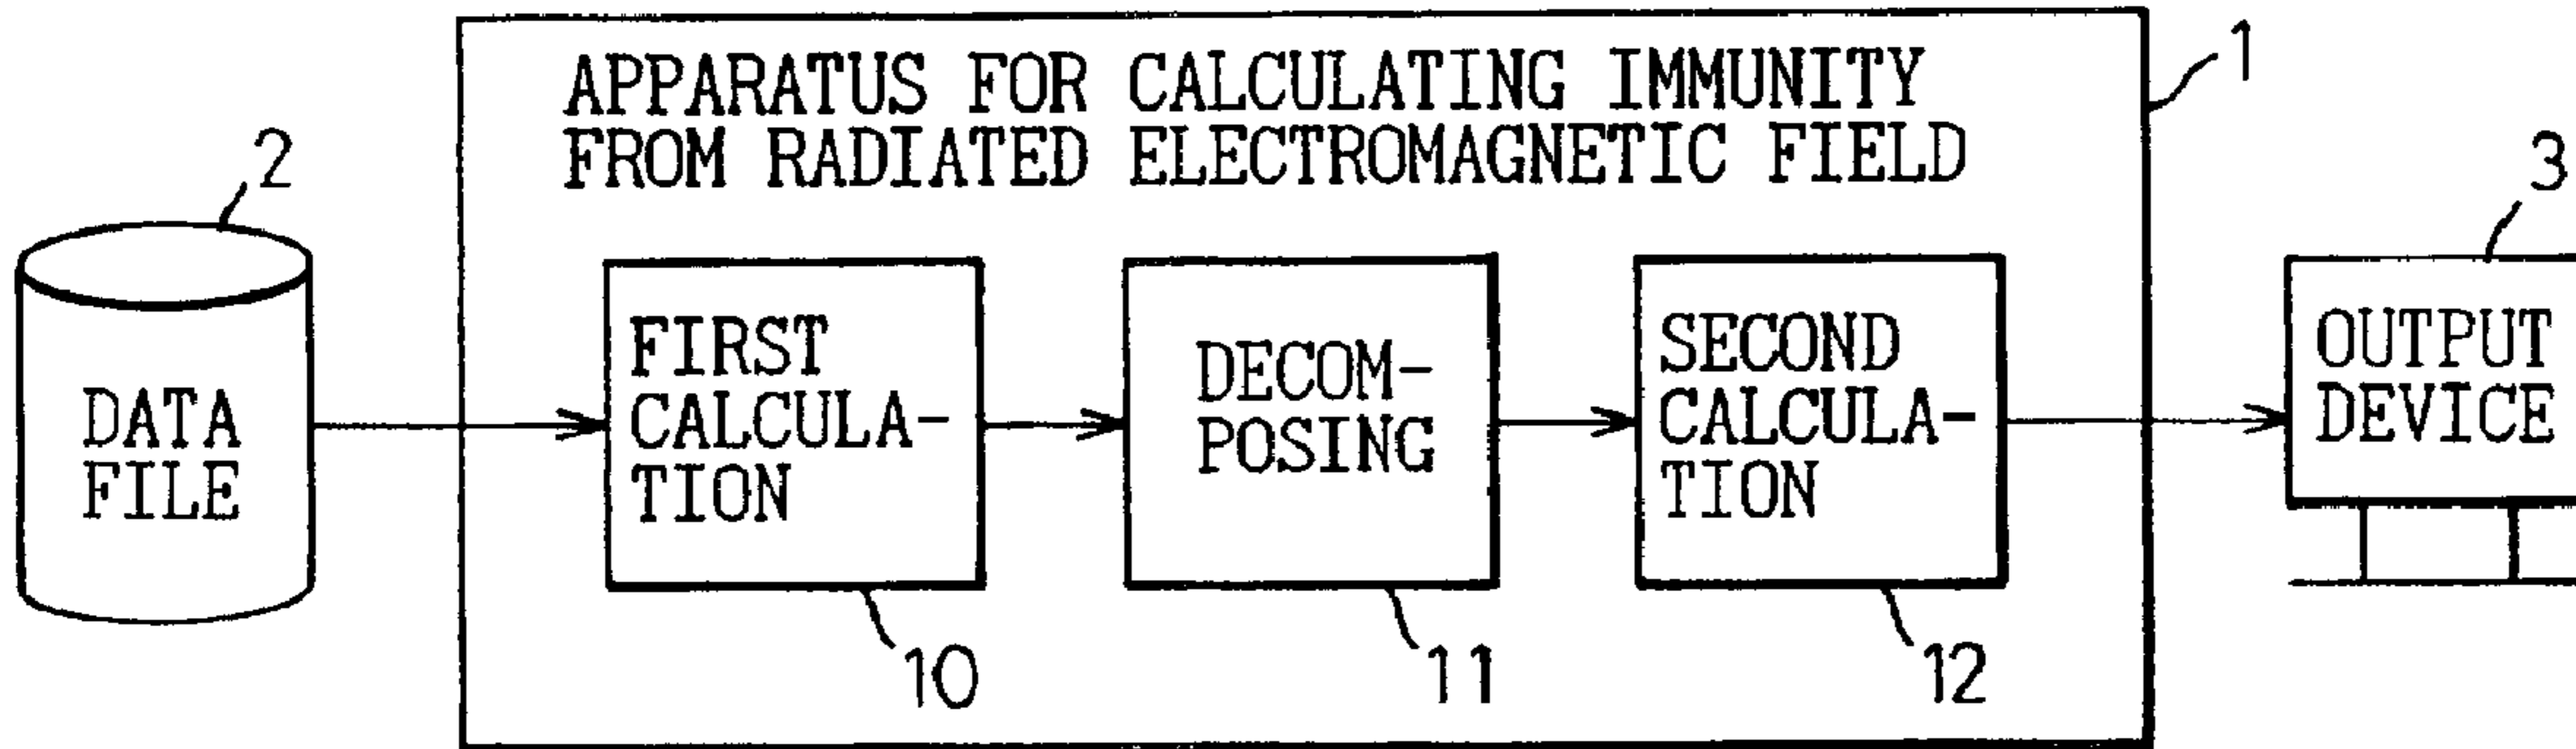 APPARATUS FOR CALCULATING IMMUNITY
FROM RADIATED ELECTROMAGNETIC FIELD
1
2
DATA
FILE
FIRST
CALCULA-
TION
10
DECOM-
POSING
11
SECOND
CALCULA-
TION
12
3
OUTPUT
DEVICE